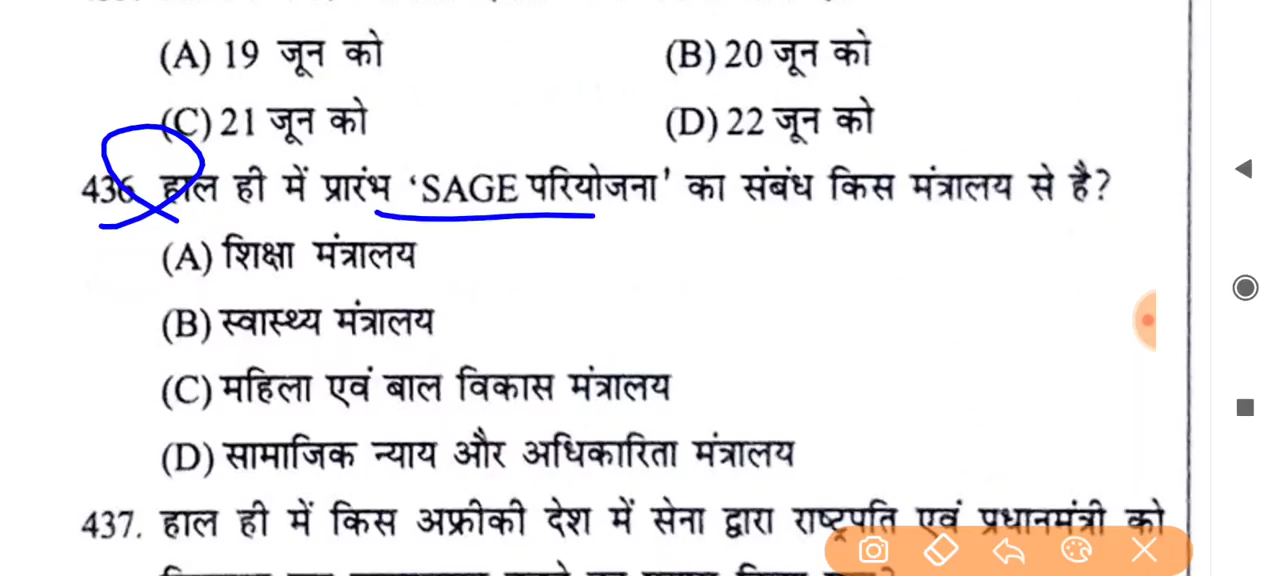 (A) 19 जून को (B) 20 जून को
(C) 21 जून को (D) 22 जून को
436. हाल ही में प्रारंभ ‘SAGE परियोजना’ का संबंध किस मंत्रालय से है?
(A) शिक्षा मंत्रालय
(B) स्वास्थ्य मंत्रालय
(C) महिला एवं बाल विकास मंत्रालय
(D) सामाजिक न्याय और अधिकारिता मंत्रालय
437. हाल ही में किस अफ्रीकी देश में सेना द्वारा राष्ट्रपति एवं प्रधानमंत्री को